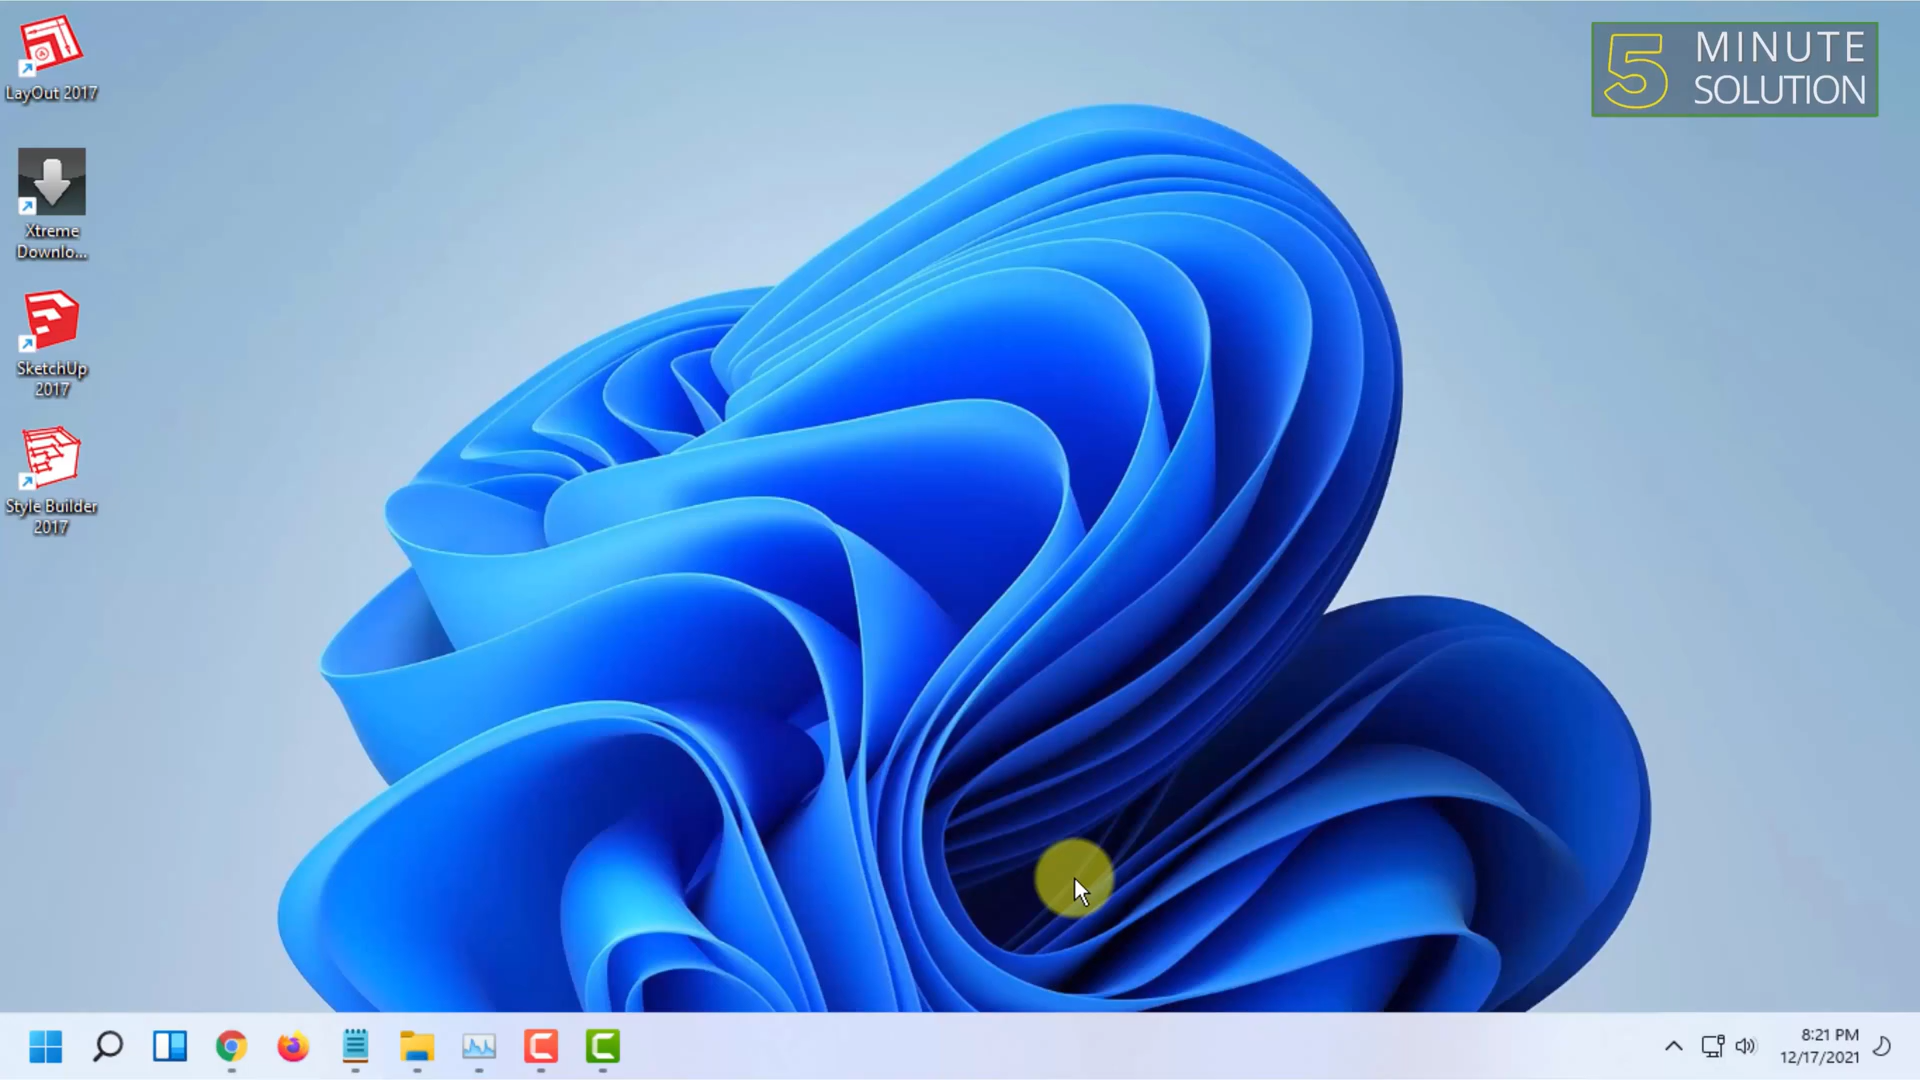 LayOut 2017
Xtreme
Downlo...
SketchUp
2017
Style Builder
2017
5 MINUTE
SOLUTION
8:21 PM
12/17/2021